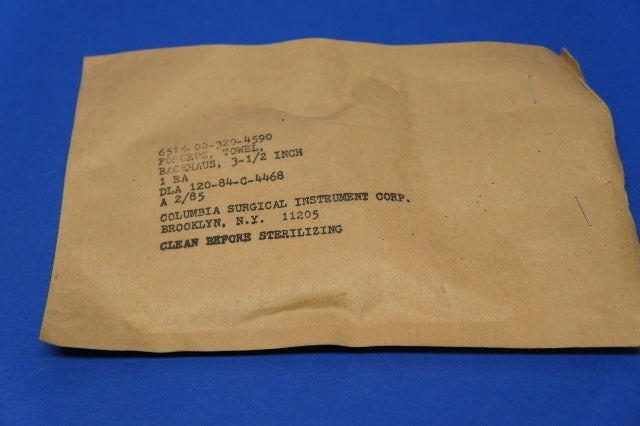 6515-00-320-4590
FORCEPS, TOWEL,
BACKHAUS, 3-1/2 INCH
1 EA
DLA 120-84-C-4468
A 2/85
COLUMBIA SURGICAL INSTRUMENT CORP.
BROOKLYN, N.Y. 11205
CLEAN BEFORE STERILIZING